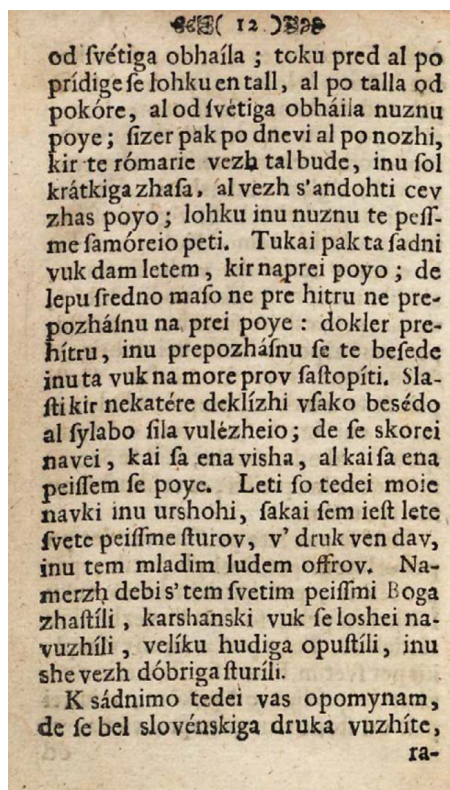 ( 12 )
od ſvétiga obhaíla ; toku pred al po
prídige ſe lohku en tall , al po talla od
pokóre , al od ſvétiga obháila nuznu
poye ; ſizer pak po dnevi al po nozhi,
kir te rómarie vezh tal bude , inu ſol
krátkiga zhaſa , al vezh s'andohti cev
zhas poyo ; lohku inu nuznu te peſſ-
me ſamóreio peti. Tukai pak ta ſadni
vuk dam letem , kir naprei poyo ; de
lepu ſredno maſo ne pre hitru ne pre-
pozháſnu na prei poye : dokler pre-
hítru , inu prepozháſnu ſe te beſede
inu ta vuk na more prov ſaſtopíti. Sla-
ſti kir nekatére deklízhi vſako besédo
al ſylabo ſila vulézheio; de ſe skorei
navei , kai ſa ena visha , al kai ſa ena
peiſſem ſe poye. Leti ſo tedei moie
navki inu urshohi, ſakai ſem ieſt lete
ſvete peiſſme ſturov, v' druk ven dav,
inu tem mladim ludem offrov. Na-
merzh debi s' tem ſvetim peiſſmi Boga
zhaſtíli , karshanski vuk ſe loshei na-
vuzhíli , velíku hudiga opuſtíli, inu
she vezh dóbriga ſturíli.
K sádnimo tedei vas opomynam,
de ſe bel slovénskiga druka vuzhíte,
ra-